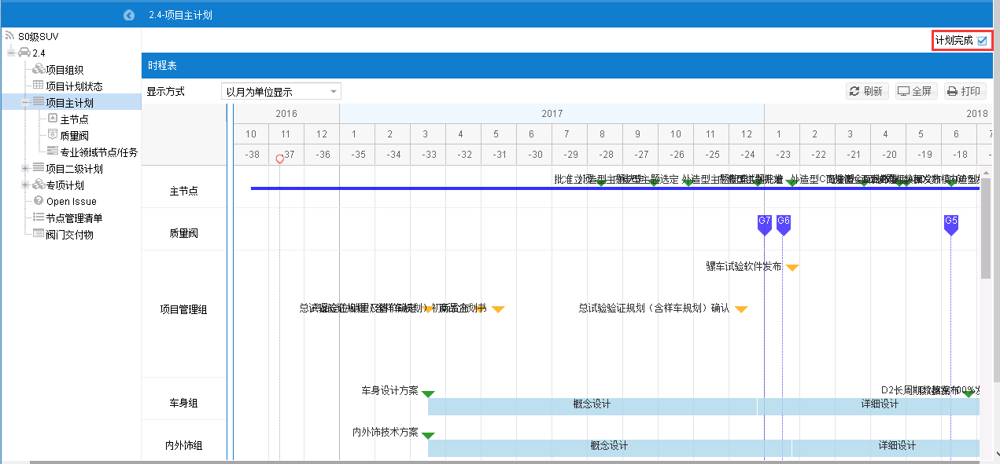 2.4-项目主计划
S0级SUV
计划完成
2.4
项目组织
项目计划状态
项目主计划
主节点
质量阀
专业领域节点/任务
项目二级计划
专项计划
Open Issue
节点管理清单
阀门交付物
时程表
显示方式 以月为单位显示 刷新 全屏 打印
2016 2017 2018
10 11 12 1 2 3 4 5 6 7 8 9 10 11 12 1 2 3 4 5 6
-38 -37 -36 -35 -34 -33 -32 -31 -30 -29 -28 -27 -26 -25 -24 -23 -22 -21 -20 -19 -18
主节点
质量阀 G7 G6 G5
骡车试验软件发布
项目管理组 总试验验证规划（含样车规划）确认
车身设计方案
车身组 概念设计 详细设计
内外饰技术方案
内外饰组 概念设计 详细设计